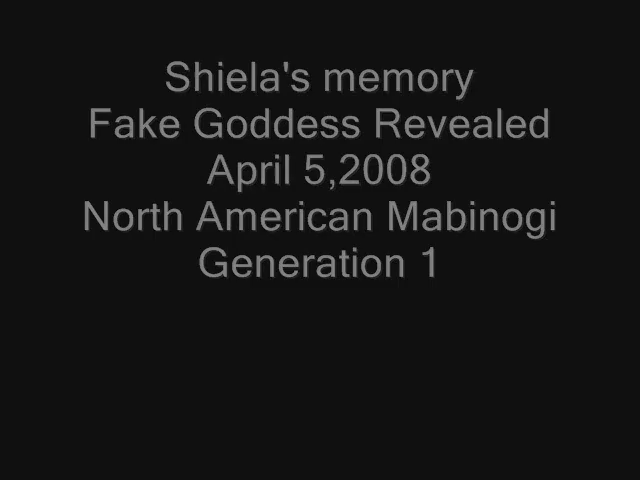 Shiela's memory
Fake Goddess Revealed
April 5,2008
North American Mabinogi
Generation 1